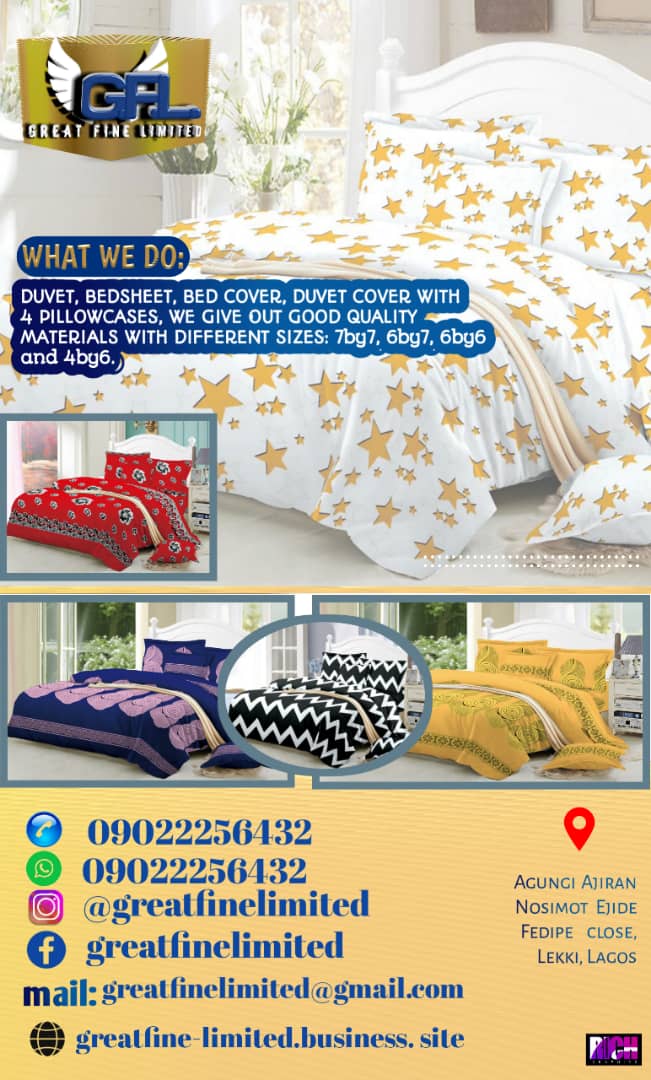 G.F.L.
GREAT FINE LIMITED
WHAT WE DO:
DUVET, BEDSHEET, BED COVER, DUVET COVER WITH
4 PILLOWCASES, WE GIVE OUT GOOD QUALITY
MATERIALS WITH DIFFERENT SIZES: 7by7, 6by7, 6by6
and 4by6.
09022256432
09022256432
@greatfinelimited
greatfinelimited
mail: greatfinelimited@gmail.com
greatfine-limited.business. site
AGUNGI AJIRAN
NOSIMOT EJIDE
FEDIPE CLOSE,
LEKKI, LAGOS
RICH